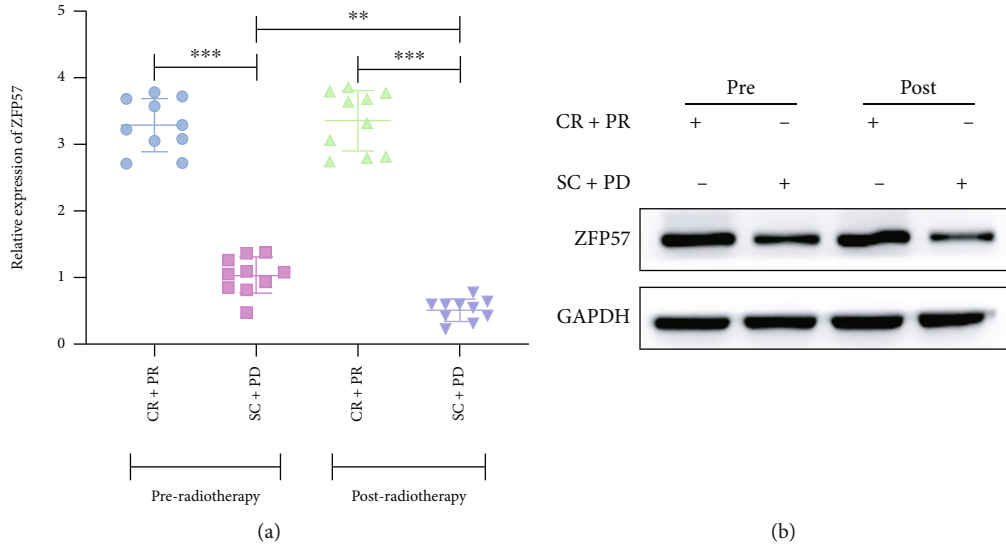 5
4
3
2
1
0
Relative expression of ZFP57
***
**
***
CR + PR
SC + PD
CR + PR
SC + PD
Pre-radiotherapy
Post-radiotherapy
(a)
Pre Post
CR + PR + – + –
SC + PD – + – +
ZFP57
GAPDH
(b)